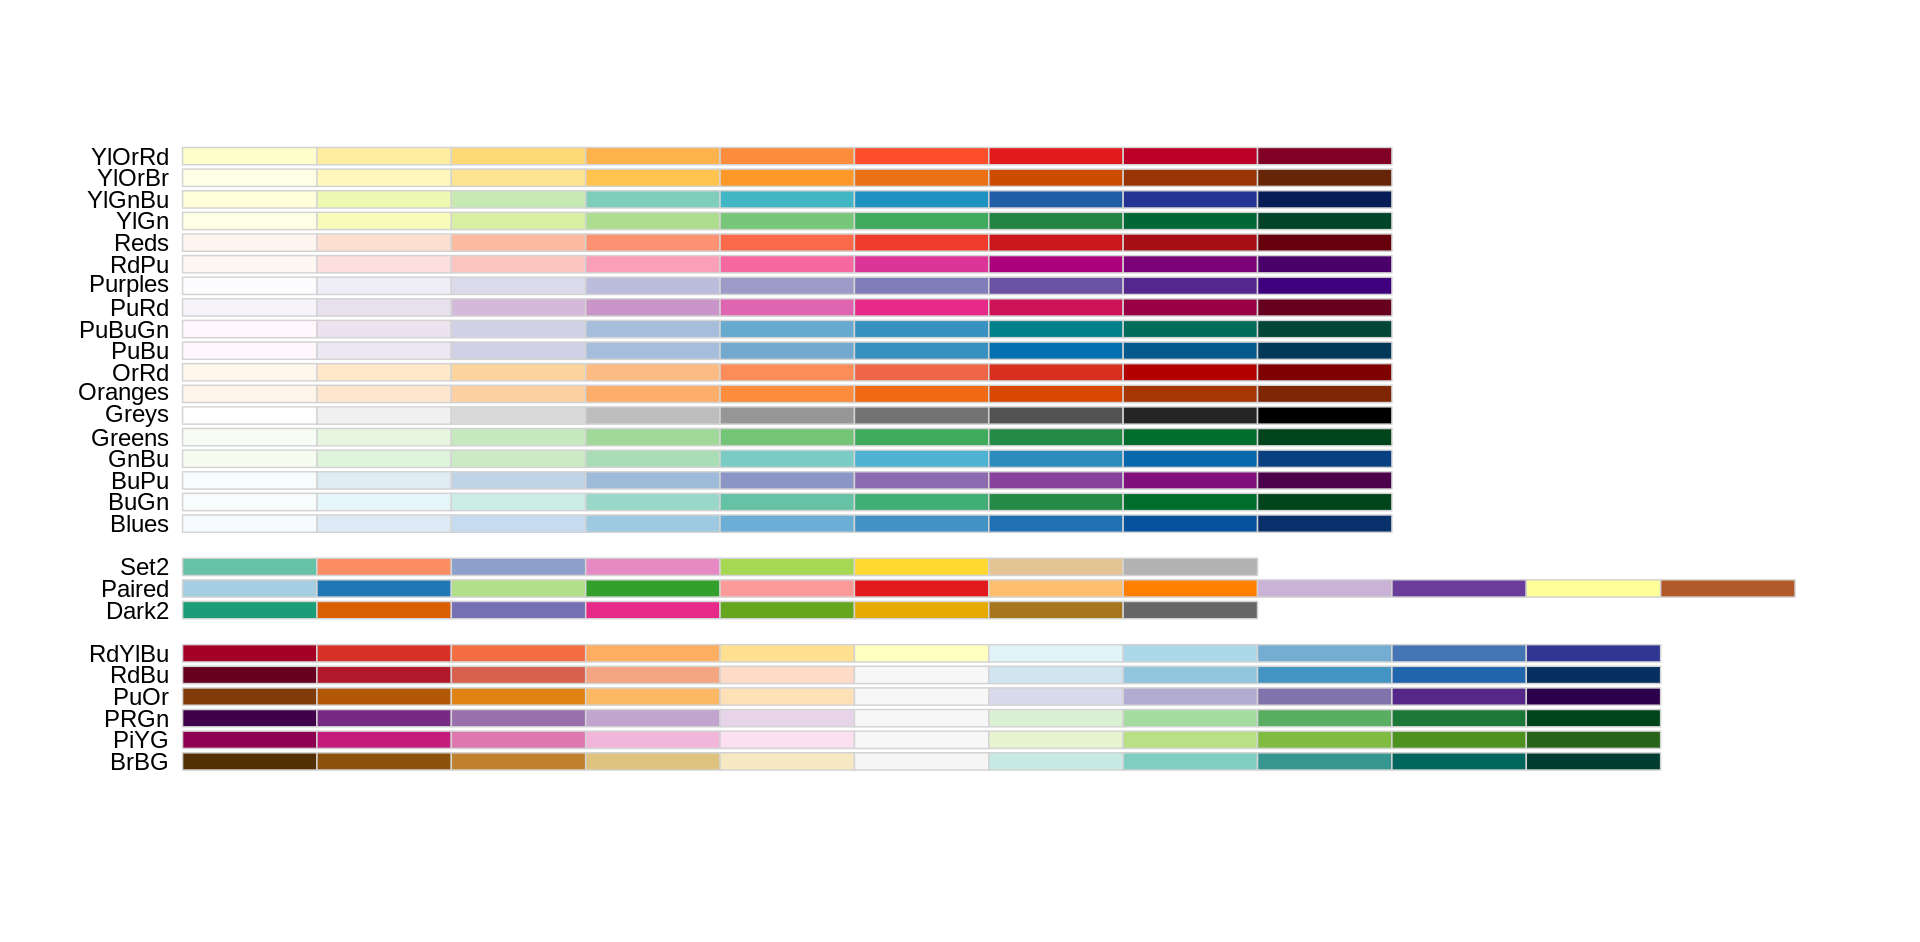 YlOrRd
YlOrBr
YlGnBu
YlGn
Reds
RdPu
Purples
PuRd
PuBuGn
PuBu
OrRd
Oranges
Greys
Greens
GnBu
BuPu
BuGn
Blues
Set2
Paired
Dark2
RdYlBu
RdBu
PuOr
PRGn
PiYG
BrBG